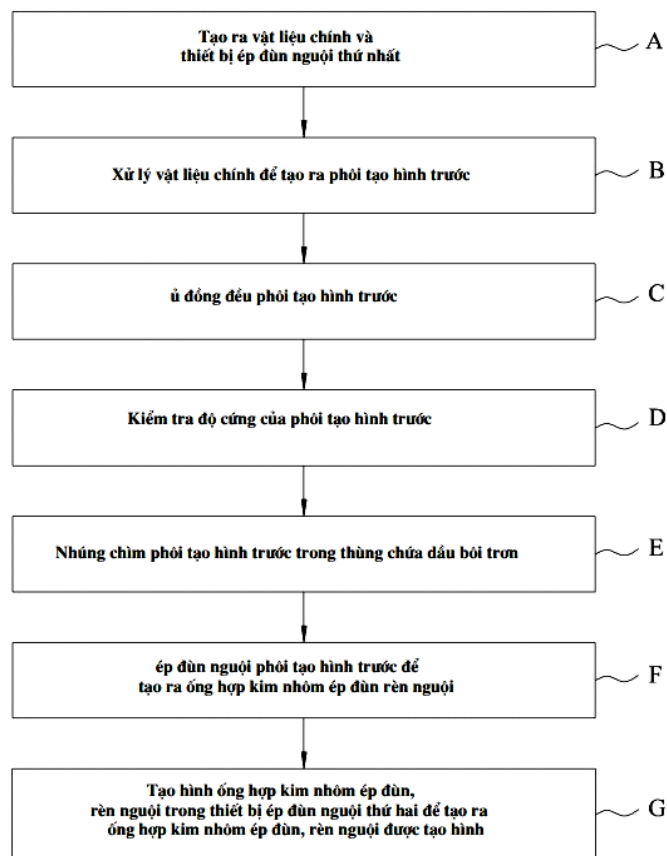 Tạo ra vật liệu chính và
thiết bị ép đùn nguội thứ nhất
A
Xử lý vật liệu chính để tạo ra phôi tạo hình trước
B
ủ đồng đều phôi tạo hình trước
C
Kiểm tra độ cứng của phôi tạo hình trước
D
Nhúng chìm phôi tạo hình trước trong thùng chứa dầu bôi trơn
E
ép đùn nguội phôi tạo hình trước để
tạo ra ống hợp kim nhôm ép đùn rèn nguội
F
Tạo hình ống hợp kim nhôm ép đùn,
rèn nguội trong thiết bị ép đùn nguội thứ hai để tạo ra
ống hợp kim nhôm ép đùn, rèn nguội được tạo hình
G